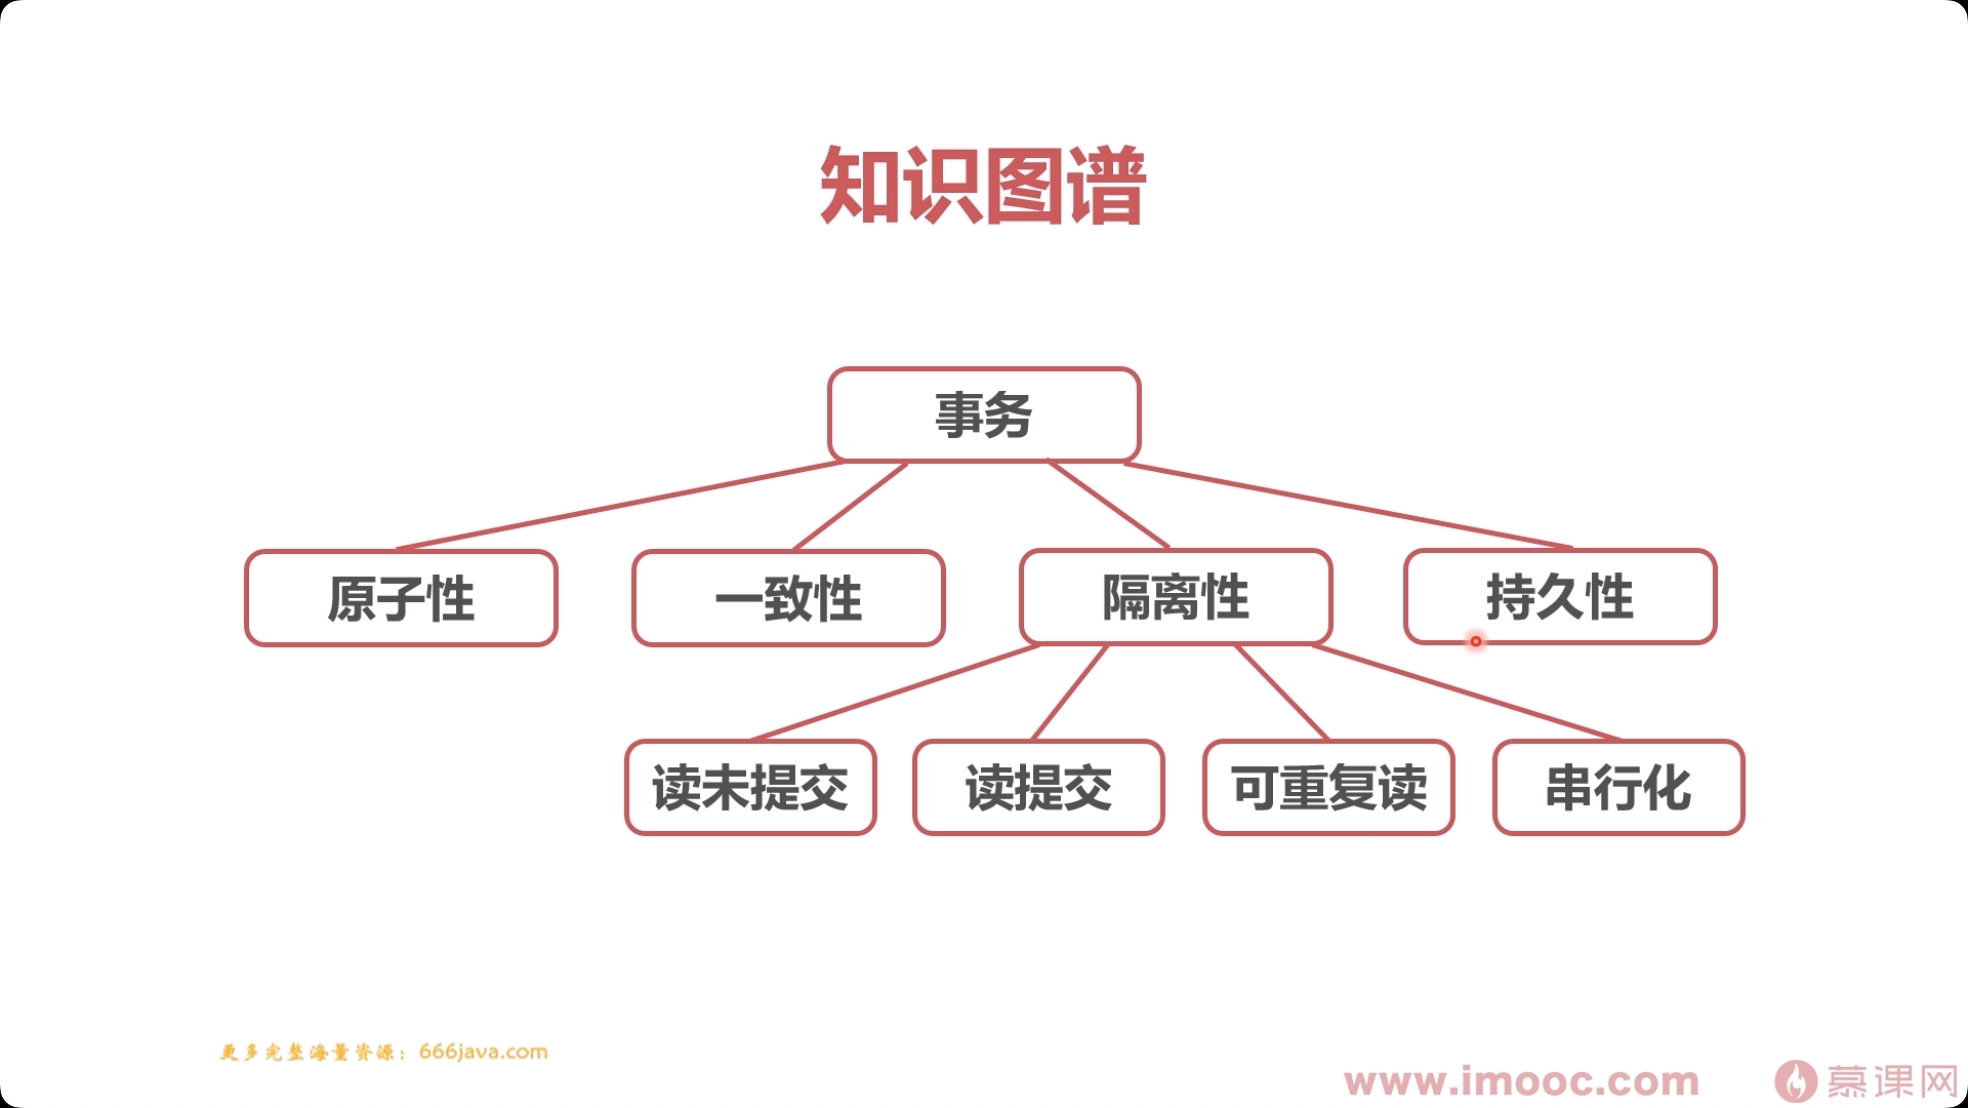 知识图谱
事务
原子性
一致性
隔离性
持久性
读未提交
读提交
可重复读
串行化
更多完整海量资源：666java.com
www.imooc.com
慕课网